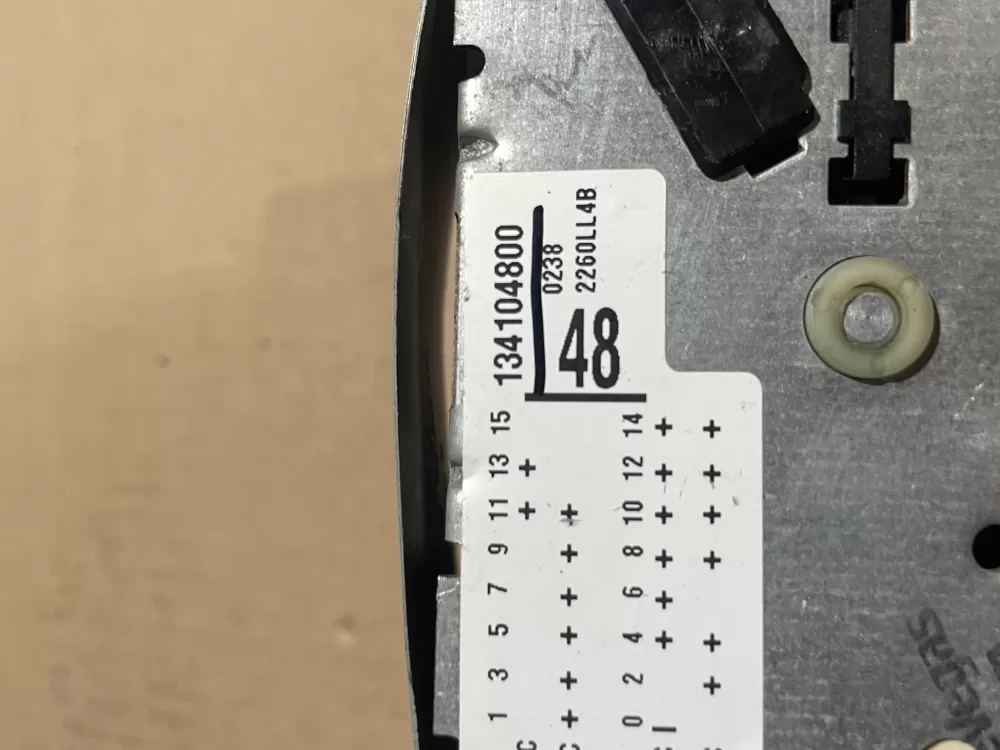 134104800
0238
2260LL4B
48
1 3 5 7 9 11 13 15
+ +
+ + + + + +
0 2 4 6 8 10 12 14
+ + + + + +
+ + + + + +